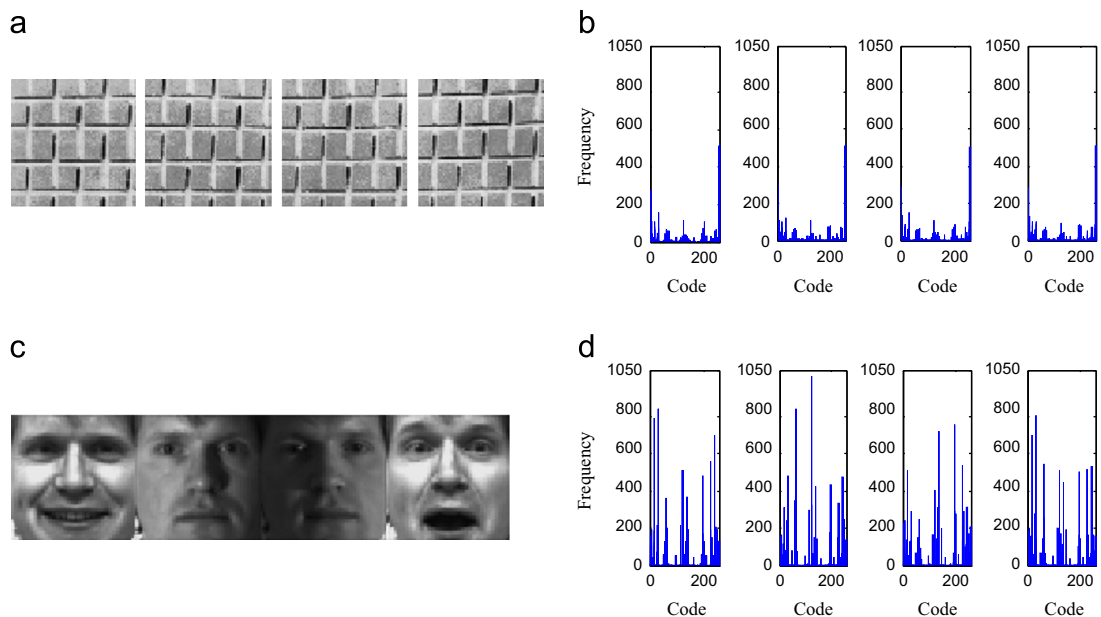 a
b
1050 1050 1050 1050
800 800 800 800
600 600 600 600
400 400 400 400
200 200 200 200
0 0 0 0
0 200 0 200 0 200 0 200
Frequency
Code Code Code Code
c
d
1050 1050 1050 1050
800 800 800 800
600 600 600 600
400 400 400 400
200 200 200 200
0 0 0 0
0 200 0 200 0 200 0 200
Frequency
Code Code Code Code